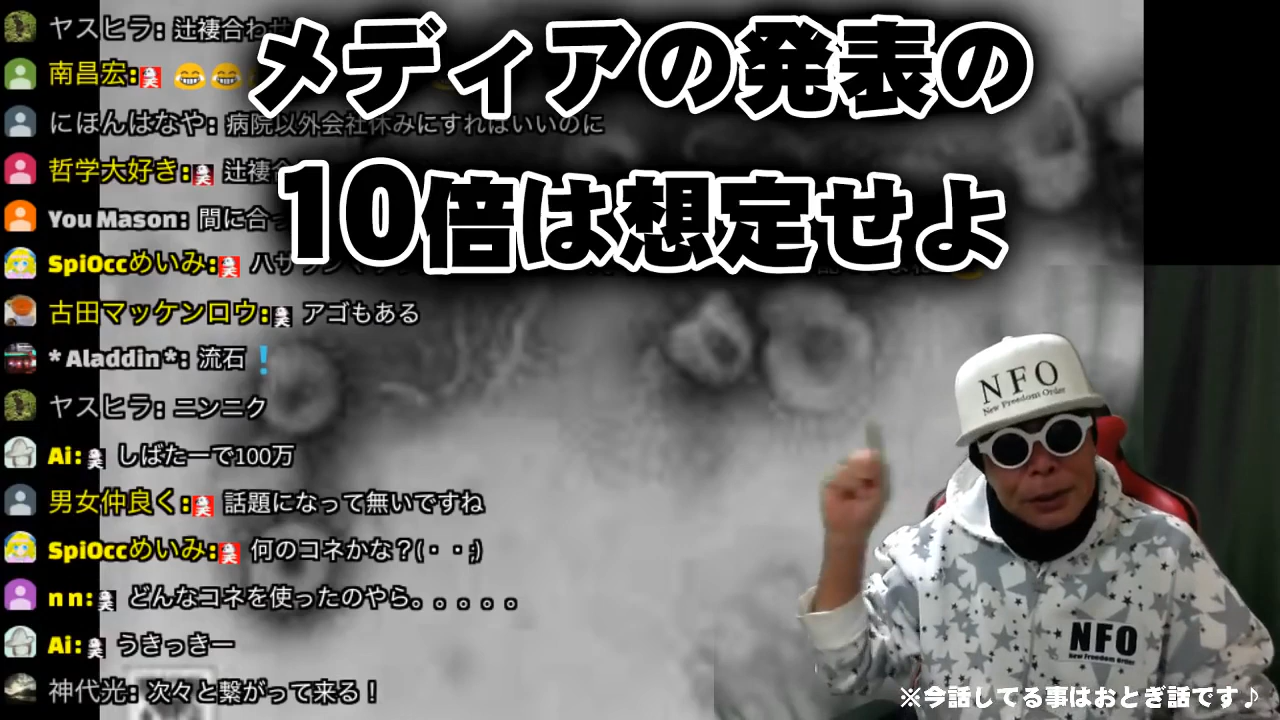 メディアの発表の
10倍は想定せよ
ヤスヒラ: 辻褄合わせ
南昌宏: 😂😂
にほんはなや: 病院以外会社休みにすればいいのに
哲学大好き: 辻褄合
You Mason: 間に合っ
SpiOccめいみ:
古田マッケンロウ: アゴもある
*Aladdin*: 流石❗
ヤスヒラ: ニンニク
Ai: しばたーで100万
男女仲良く: 話題になって無いですね
SpiOccめいみ: 何のコネかな?(・・;)
n n: どんなコネを使ったのやら。。。。。
Ai: うきっきー
神代光: 次々と繋がって来る!
NFO
New Freedom Order
NFO
New Freedom Order
※今話してる事はおとぎ話です♪